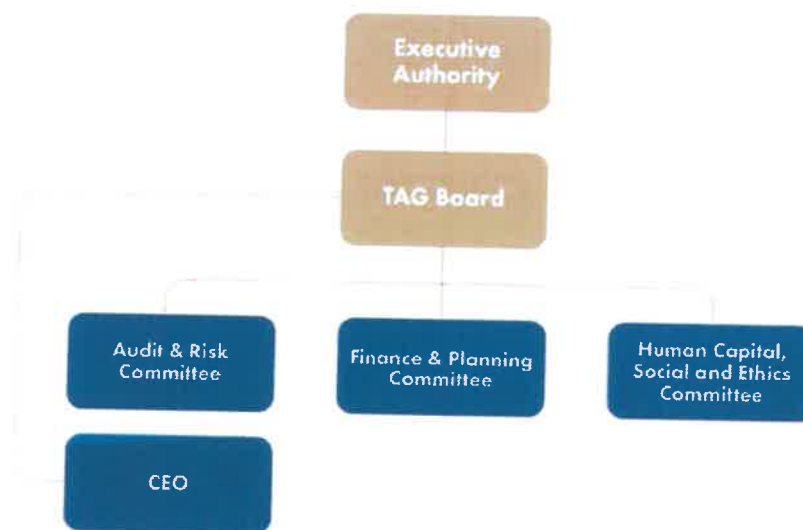 Executive
Authority
TAG Board
Audit & Risk
Committee
Finance & Planning
Committee
Human Capital,
Social and Ethics
Committee
CEO